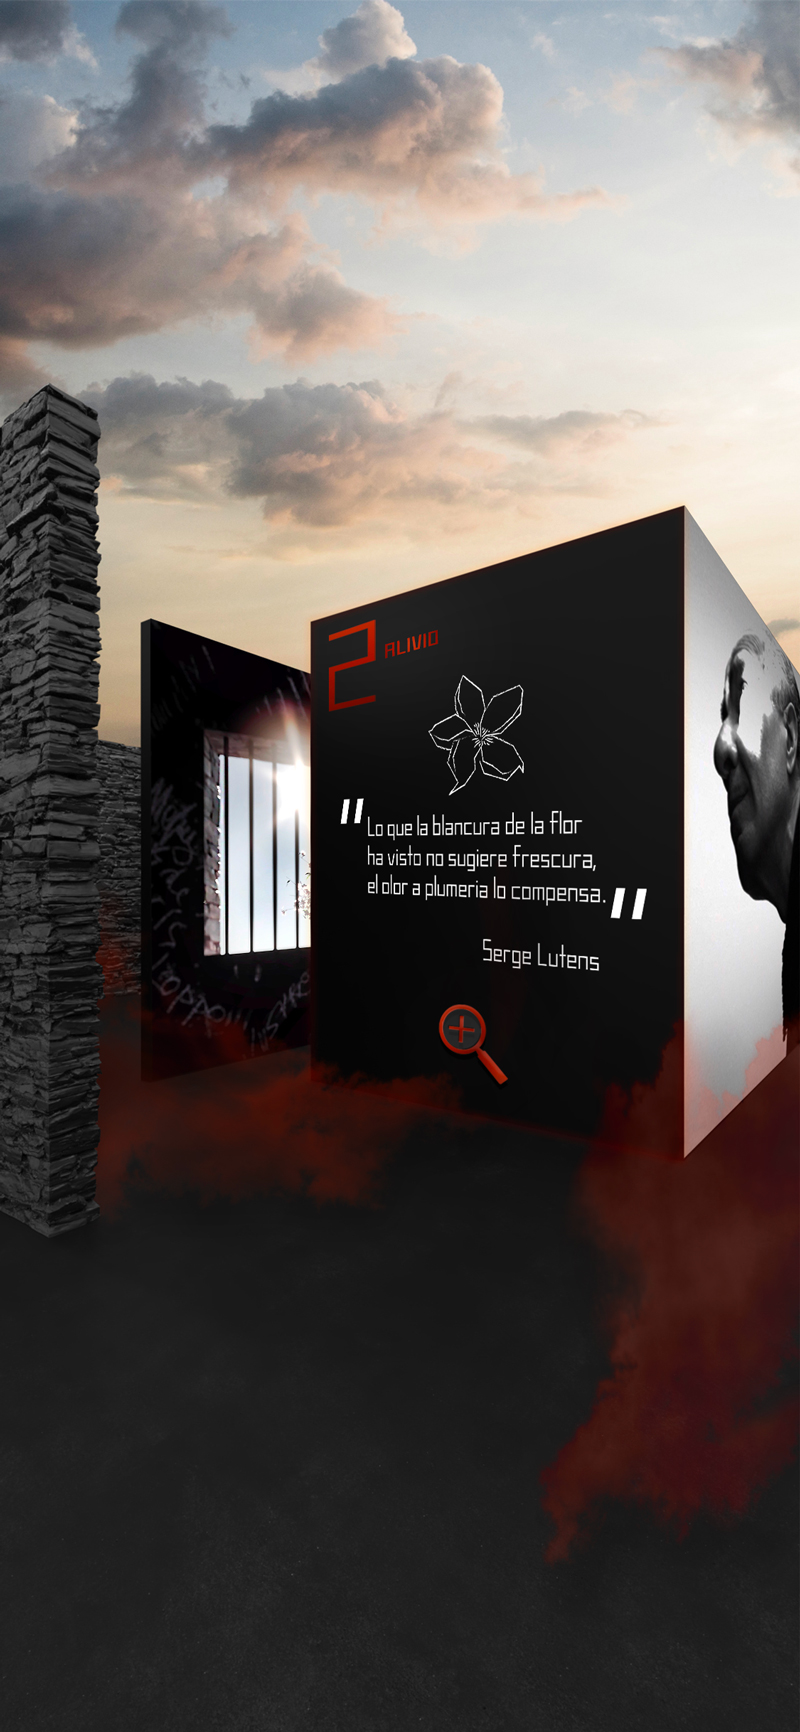 2 ALIVIO
"Lo que la blancura de la flor
ha visto no sugiere frescura,
el olor a plumeria lo compensa."
Serge Lutens